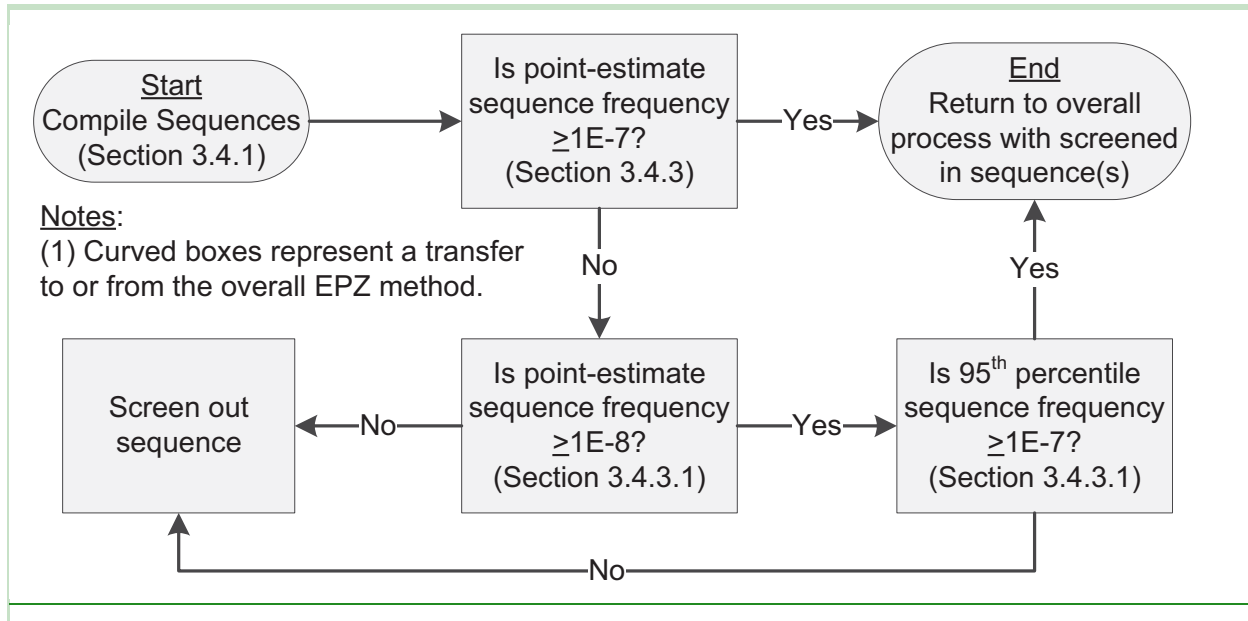 Start
Compile Sequences
(Section 3.4.1)
Is point-estimate
sequence frequency
≥1E-7?
(Section 3.4.3)
Yes
End
Return to overall
process with screened
in sequence(s)
Notes:
(1) Curved boxes represent a transfer
to or from the overall EPZ method.
No
Yes
Screen out
sequence
No
Is point-estimate
sequence frequency
≥1E-8?
(Section 3.4.3.1)
Yes
Is 95th percentile
sequence frequency
≥1E-7?
(Section 3.4.3.1)
No